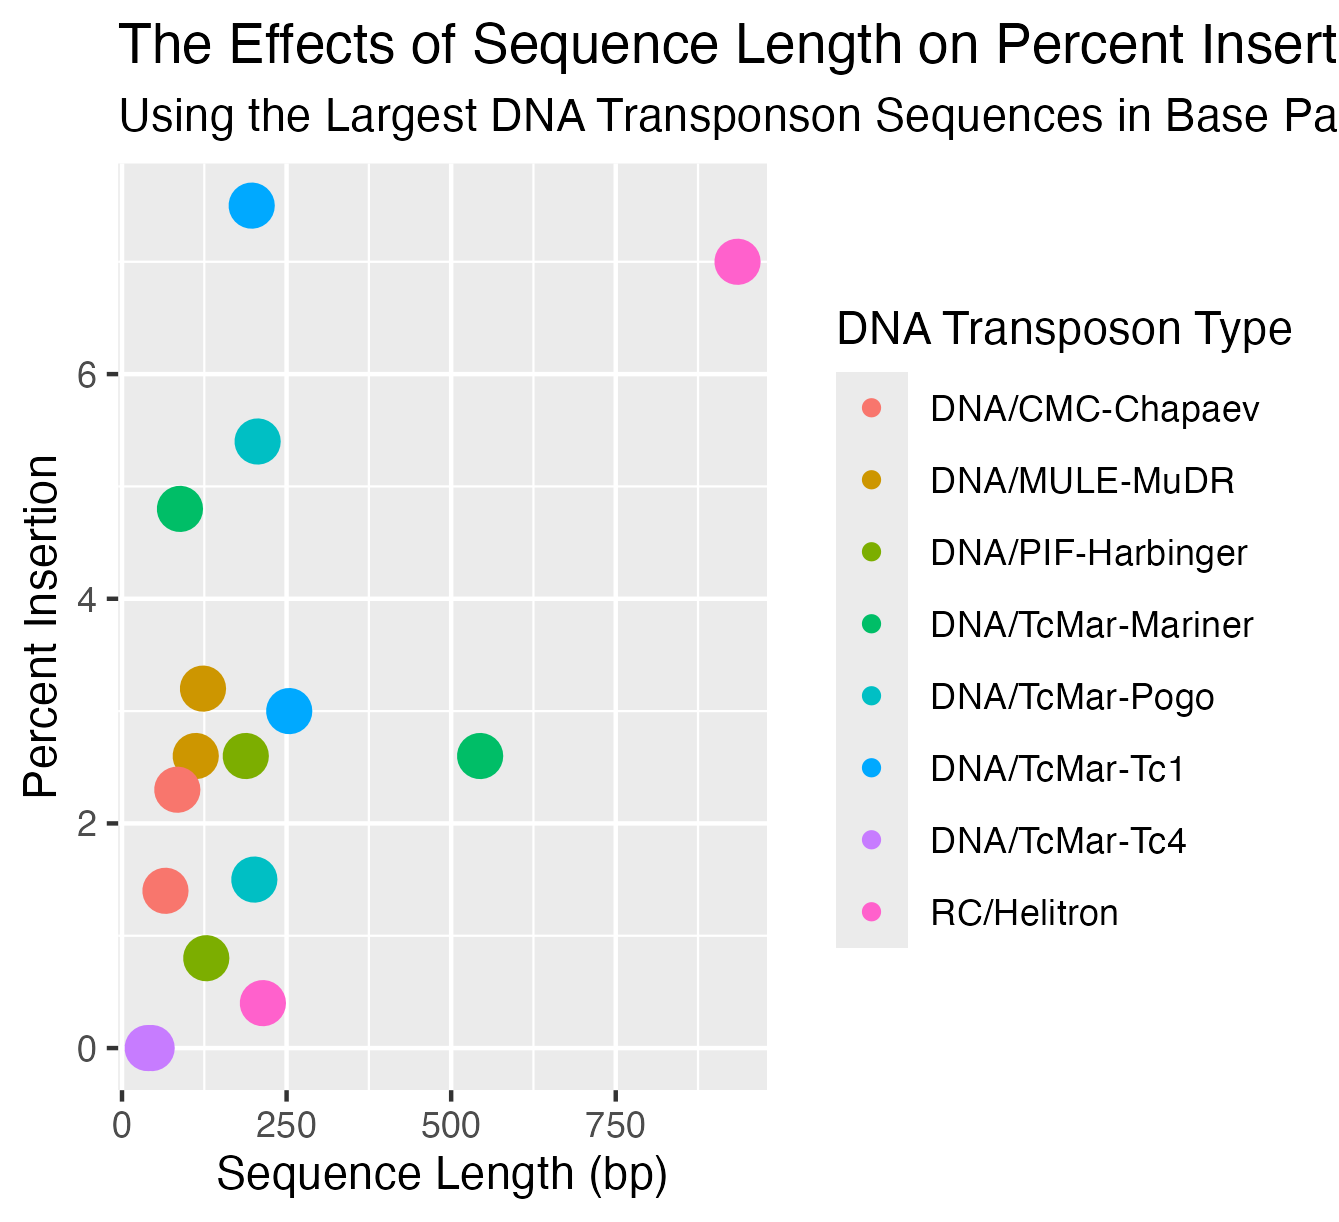 The Effects of Sequence Length on Percent Insert
Using the Largest DNA Transponson Sequences in Base Pa
Percent Insertion
6
4
2
0
0 250 500 750
Sequence Length (bp)
DNA Transposon Type
DNA/CMC-Chapaev
DNA/MULE-MuDR
DNA/PIF-Harbinger
DNA/TcMar-Mariner
DNA/TcMar-Pogo
DNA/TcMar-Tc1
DNA/TcMar-Tc4
RC/Helitron